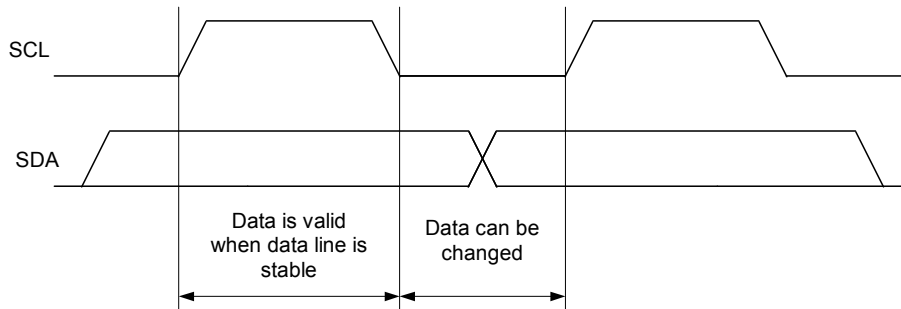 SCL
SDA
Data is valid
when data line is
stable
Data can be
changed